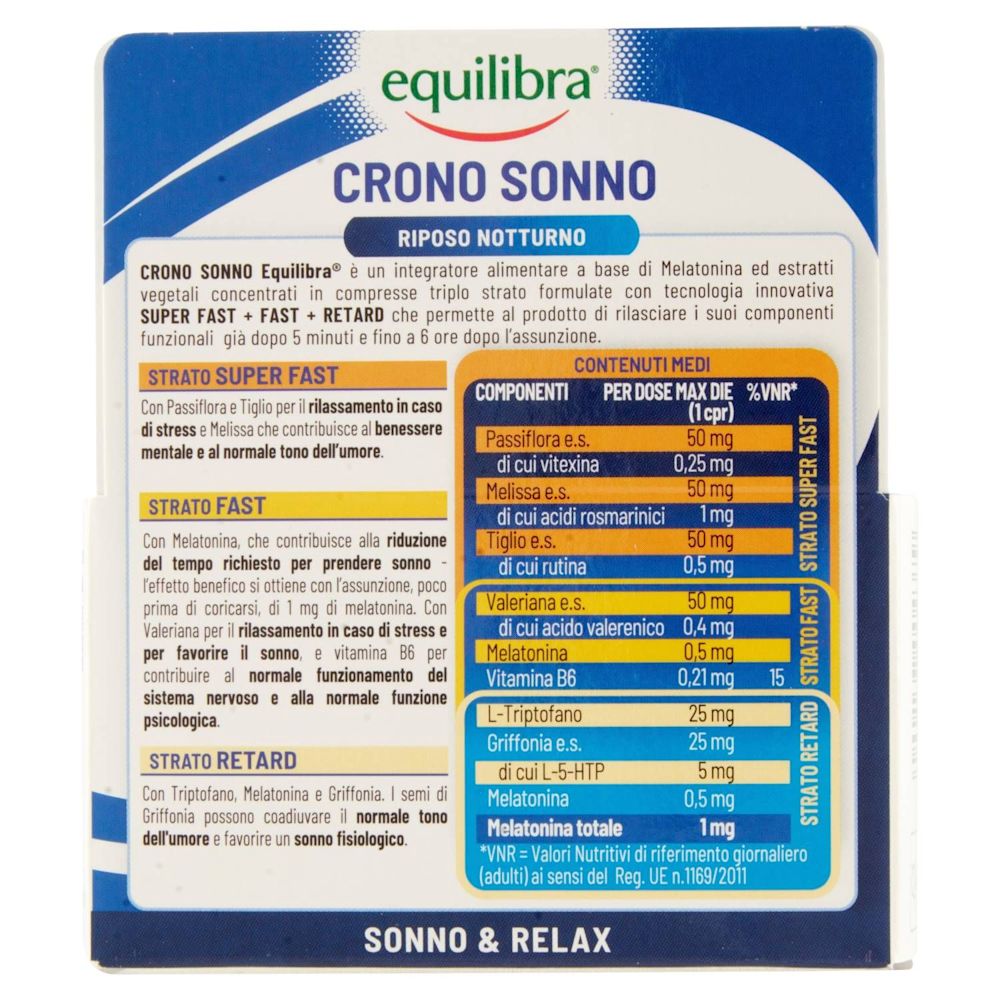 equilibra®
CRONO SONNO
RIPOSO NOTTURNO
CRONO SONNO Equilibra® è un integratore alimentare a base di Melatonina ed estratti
vegetali concentrati in compresse triplo strato formulate con tecnologia innovativa
SUPER FAST + FAST + RETARD che permette al prodotto di rilasciare i suoi componenti
funzionali già dopo 5 minuti e fino a 6 ore dopo l'assunzione.
STRATO SUPER FAST
Con Passiflora e Tiglio per il rilassamento in caso
di stress e Melissa che contribuisce al benessere
mentale e al normale tono dell'umore.
STRATO FAST
Con Melatonina, che contribuisce alla riduzione
del tempo richiesto per prendere sonno -
l'effetto benefico si ottiene con l'assunzione, poco
prima di coricarsi, di 1 mg di melatonina. Con
Valeriana per il rilassamento in caso di stress e
per favorire il sonno, e vitamina B6 per
contribuire al normale funzionamento del
sistema nervoso e alla normale funzione
psicologica.
STRATO RETARD
Con Triptofano, Melatonina e Griffonia. I semi di
Griffonia possono coadiuvare il normale tono
dell'umore e favorire un sonno fisiologico.
CONTENUTI MEDI
COMPONENTI PER DOSE MAX DIE %VNR*
(1 cpr)
Passiflora e.s. 50 mg
di cui vitexina 0,25 mg
Melissa e.s. 50 mg
di cui acidi rosmarinici 1 mg
Tiglio e.s. 50 mg
di cui rutina 0,5 mg
STRATO SUPER FAST
Valeriana e.s. 50 mg
di cui acido valerenico 0,4 mg
Melatonina 0,5 mg
Vitamina B6 0,21 mg 15
STRATO FAST
L-Triptofano 25 mg
Griffonia e.s. 25 mg
di cui L-5-HTP 5 mg
Melatonina 0,5 mg
Melatonina totale 1 mg
STRATO RETARD
*VNR = Valori Nutritivi di riferimento giornaliero
(adulti) ai sensi del Reg. UE n.1169/2011
SONNO & RELAX